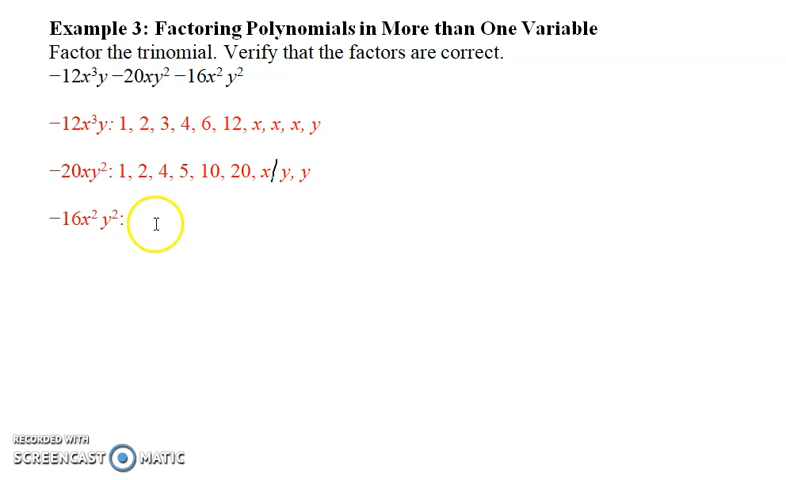 Example 3: Factoring Polynomials in More than One Variable
Factor the trinomial. Verify that the factors are correct.
−12x³y −20xy² −16x² y²
−12x³y: 1, 2, 3, 4, 6, 12, x, x, x, y
−20xy²: 1, 2, 4, 5, 10, 20, x/ y, y
−16x² y²:
RECORDED WITH
SCREENCAST MATIC